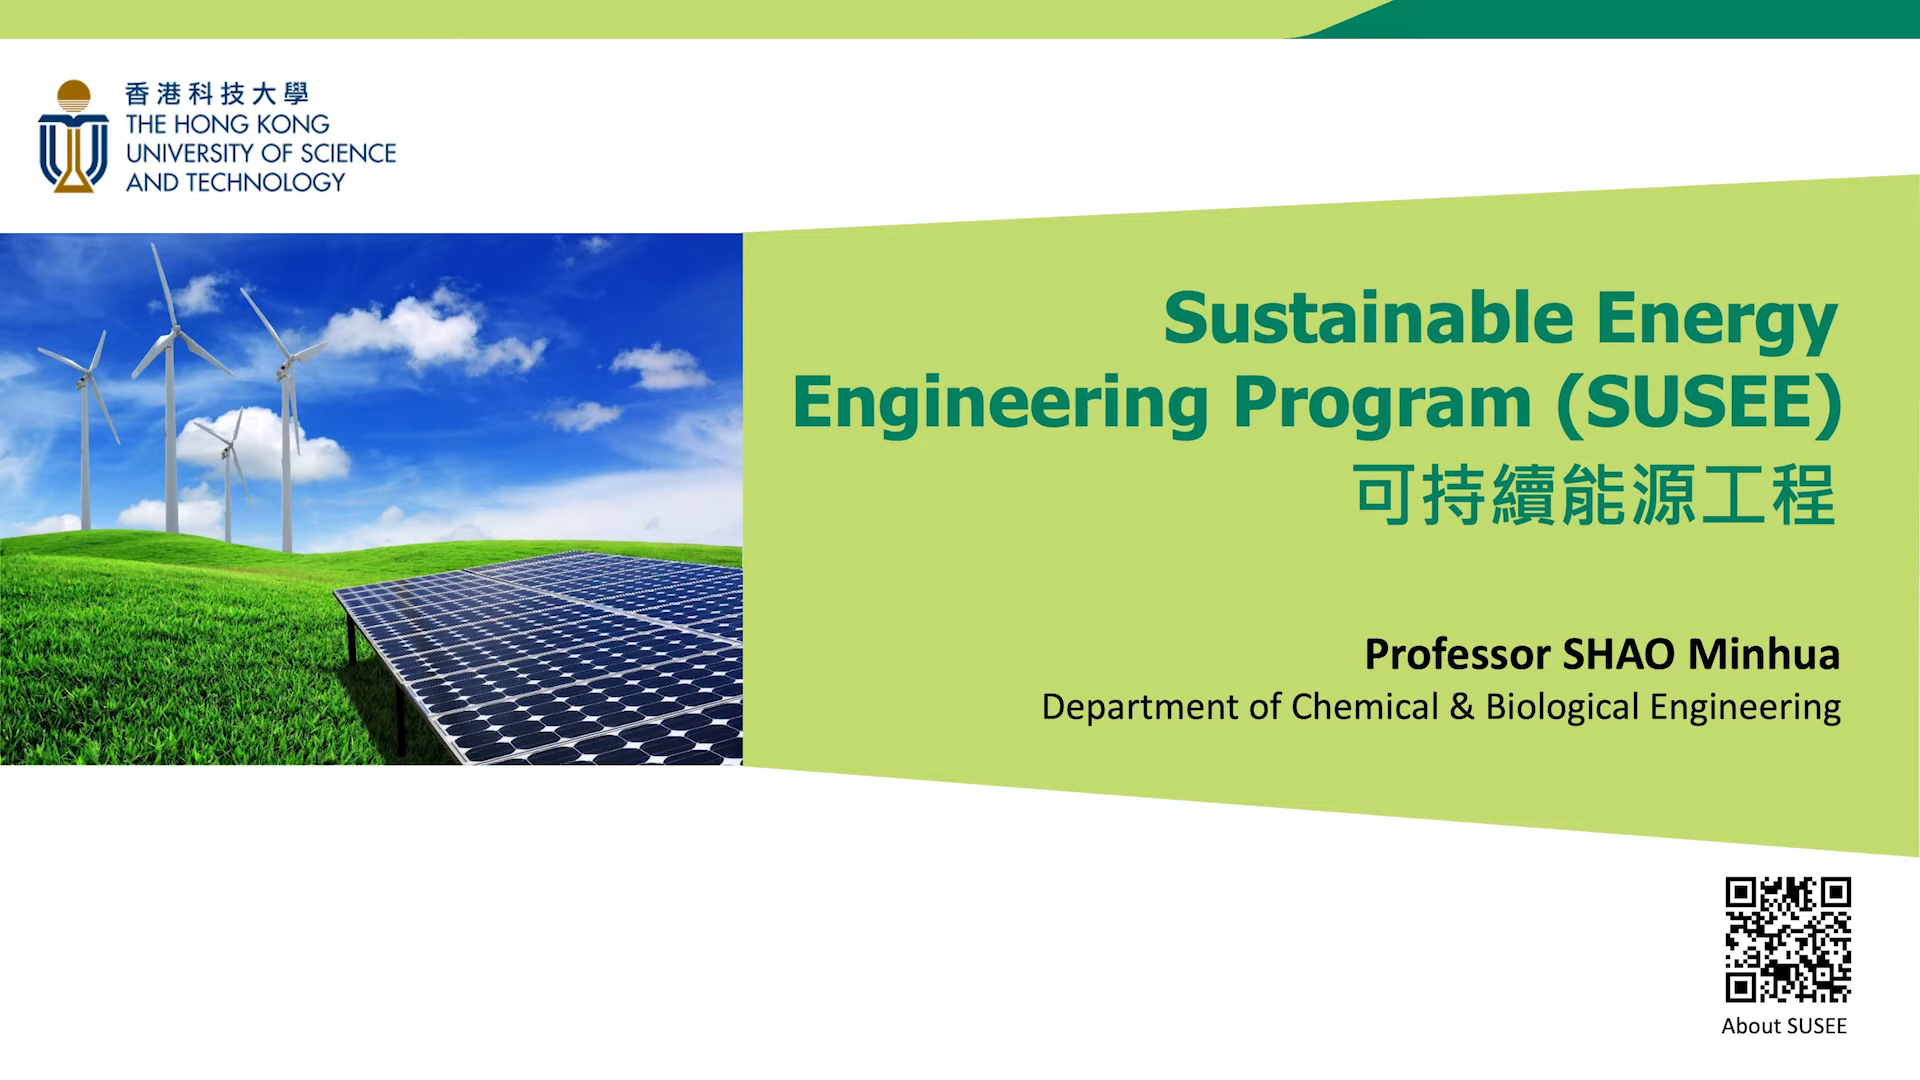 香港科技大學
THE HONG KONG
UNIVERSITY OF SCIENCE
AND TECHNOLOGY
Sustainable Energy
Engineering Program (SUSEE)
可持續能源工程
Professor SHAO Minhua
Department of Chemical & Biological Engineering
About SUSEE